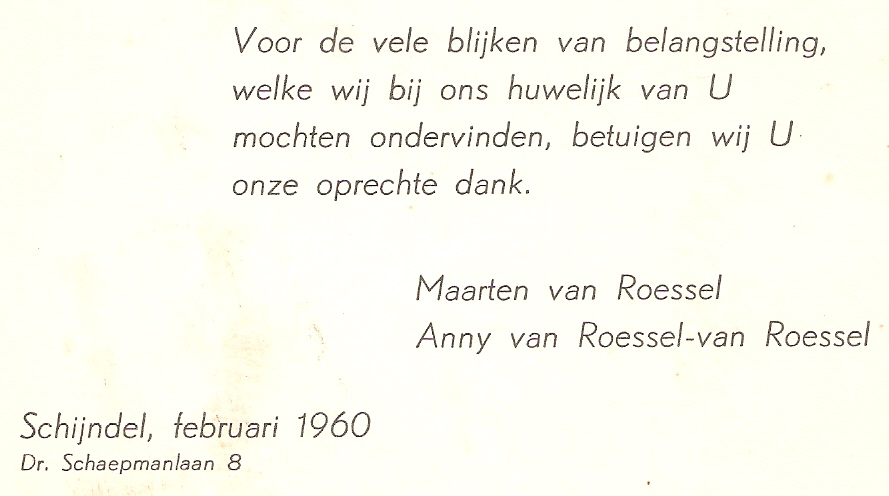 Voor de vele blijken van belangstelling,
welke wij bij ons huwelijk van U
mochten ondervinden, betuigen wij U
onze oprechte dank.
Maarten van Roessel
Anny van Roessel-van Roessel
Schijndel, februari 1960
Dr. Schaepmanlaan 8